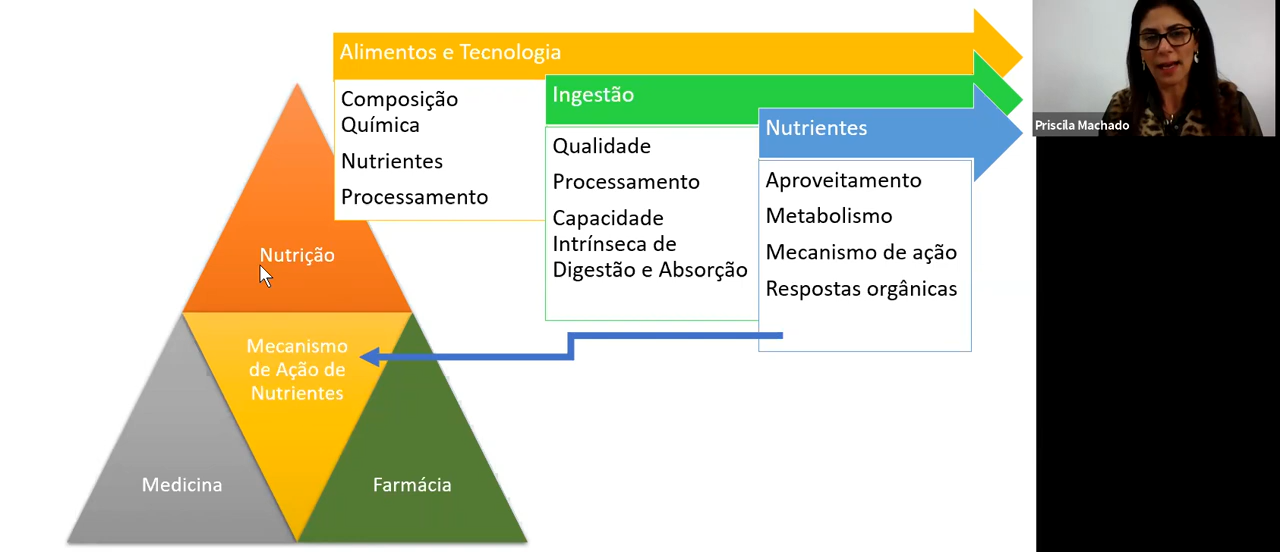 Alimentos e Tecnologia
Composição
Química
Nutrientes
Processamento
Ingestão
Qualidade
Processamento
Capacidade
Intrínseca de
Digestão e Absorção
Nutrientes
Aproveitamento
Metabolismo
Mecanismo de ação
Respostas orgânicas
Priscila Machado
Nutrição
Mecanismo
de Ação de
Nutrientes
Medicina
Farmácia